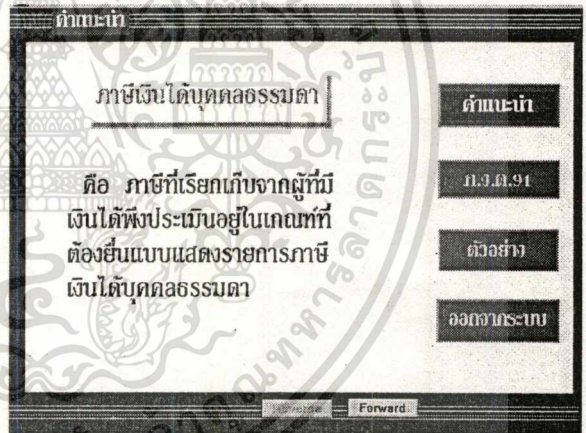 คำแนะนำ
ภาษีเงินได้บุคคลธรรมดา
คือ ภาษีที่เรียกเก็บจากผู้ที่มี
เงินได้พึงประเมินอยู่ในเกณฑ์ที่
ต้องยื่นแบบแสดงรายการภาษี
เงินได้บุคคลธรรมดา
คำแนะนำ
ภ.ง.ด.91
ตัวอย่าง
ออกจากระบบ
Forward